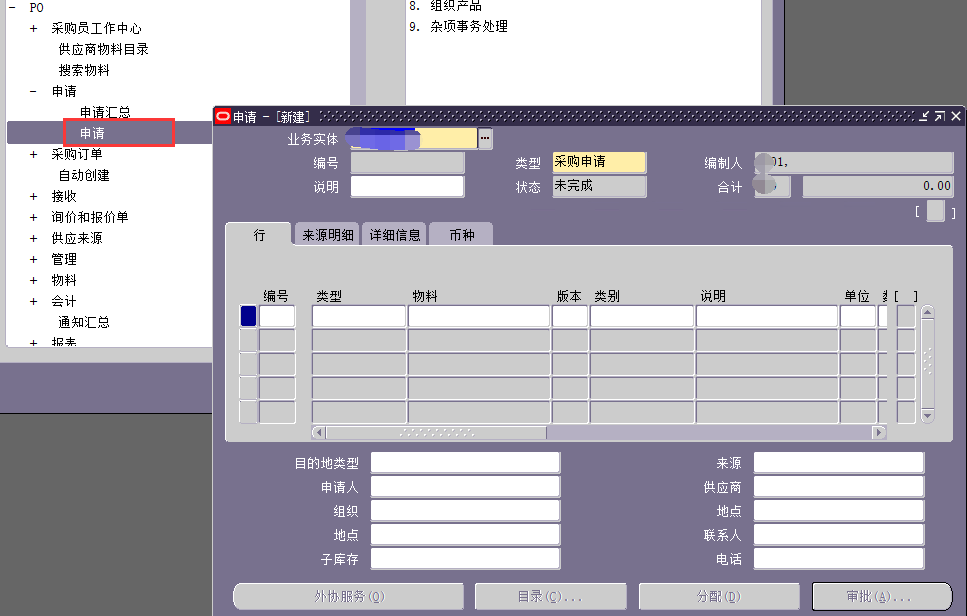 − PO
+ 采购员工作中心
供应商物料目录
搜索物料
− 申请
申请汇总
申请
+ 采购订单
自动创建
+ 接收
+ 询价和报价单
+ 供应来源
+ 管理
+ 物料
+ 会计
通知汇总
+ 报表
8. 组织产品
9. 杂项事务处理
申请 − [新建]
业务实体 ...
编号 类型 采购申请 编制人 01,
说明 状态 未完成 合计 0.00
[ ]
行 来源明细 详细信息 币种
编号 类型 物料 版本 类别 说明 单位 [ ]
目的地类型 来源
申请人 供应商
组织 地点
地点 联系人
子库存 电话
外协服务(Q) 目录(C)... 分配(D) 审批(A)...